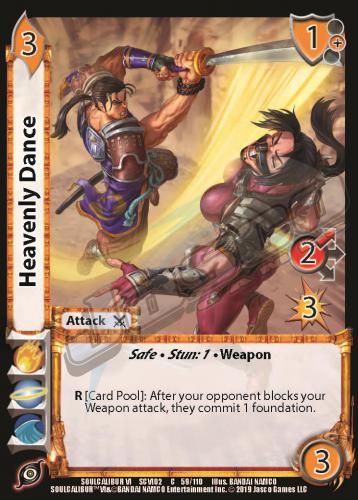 3
1
+
Heavenly Dance
2
3
Attack
Safe • Stun: 1 • Weapon
R [Card Pool]: After your opponent blocks your
Weapon attack, they commit 1 foundation.
3
SOULCALIBUR VI SCVI02 C 59/110 Illus. BANDAI NAMCO
SOULCALIBUR™VI&© BANDAI NAMCO Entertainment Inc. © 2019 Jasco Games LLC